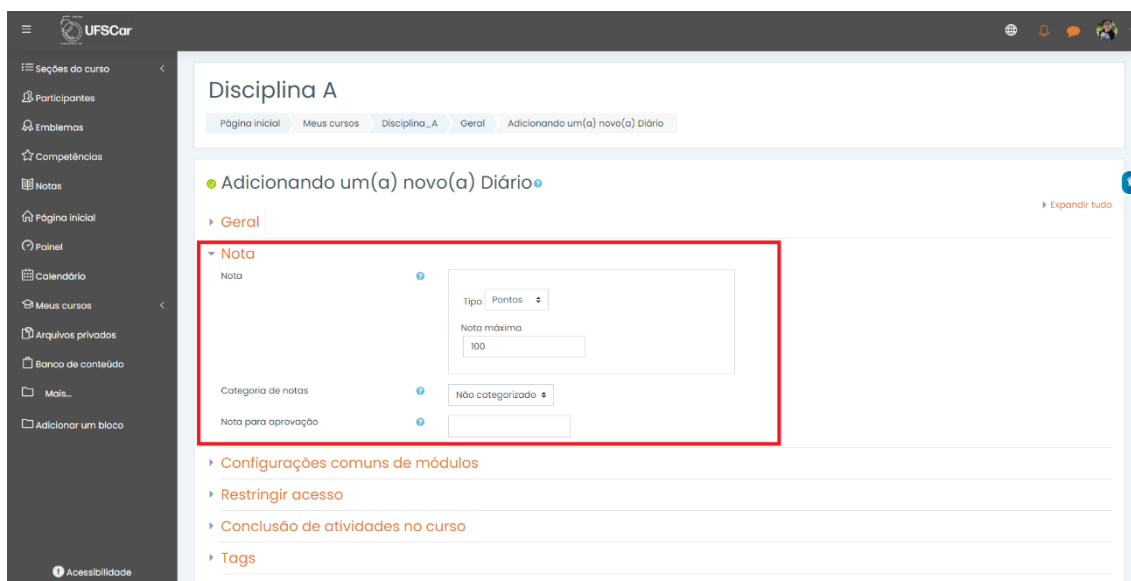 UFSCar
Seções do curso
Participantes
Emblemas
Competências
Notas
Página inicial
Painel
Calendário
Meus cursos
Arquivos privados
Banco de conteúdo
Mais...
Adicionar um bloco
Acessibilidade
Disciplina A
Página inicial Meus cursos Disciplina_A Geral Adicionando um(a) novo(a) Diário
Adicionando um(a) novo(a) Diário
Expandir tudo
Geral
Nota
Nota
Tipo Pontos
Nota máxima
100
Categoria de notas Não categorizado
Nota para aprovação
Configurações comuns de módulos
Restringir acesso
Conclusão de atividades no curso
Tags